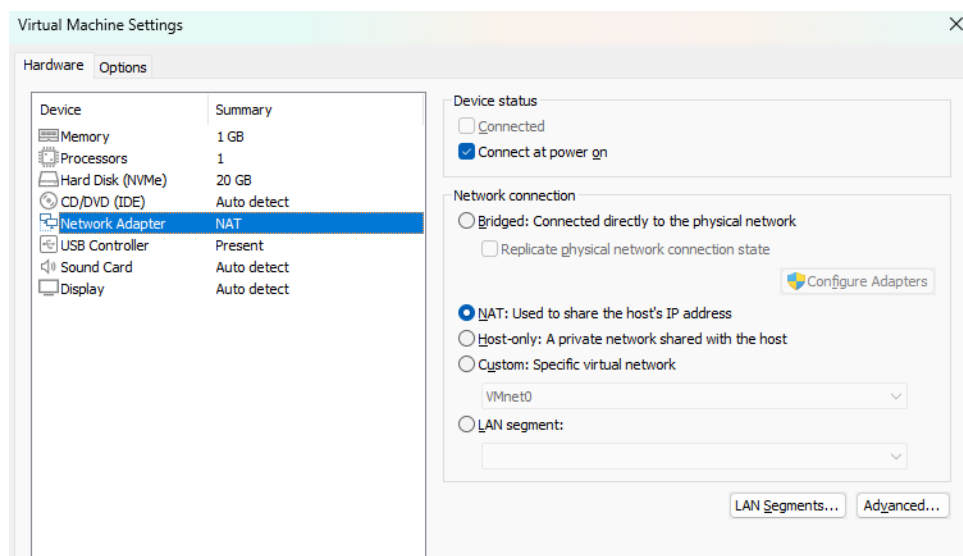 Virtual Machine Settings
Hardware Options
Device Summary
Memory 1 GB
Processors 1
Hard Disk (NVMe) 20 GB
CD/DVD (IDE) Auto detect
Network Adapter NAT
USB Controller Present
Sound Card Auto detect
Display Auto detect
Device status
Connected
Connect at power on
Network connection
Bridged: Connected directly to the physical network
Replicate physical network connection state
Configure Adapters
NAT: Used to share the host's IP address
Host-only: A private network shared with the host
Custom: Specific virtual network
VMnet0
LAN segment:
LAN Segments... Advanced...